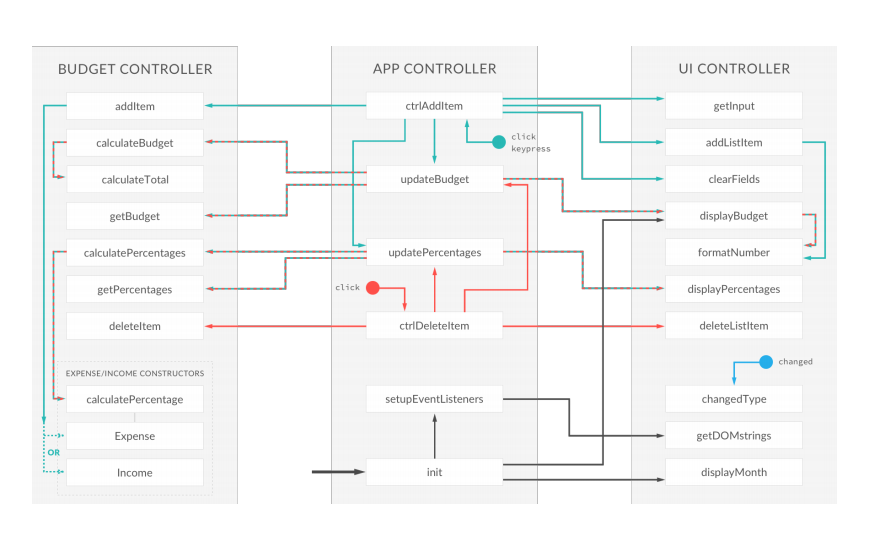 BUDGET CONTROLLER
APP CONTROLLER
UI CONTROLLER
addItem
calculateBudget
calculateTotal
getBudget
calculatePercentages
getPercentages
deleteItem
EXPENSE/INCOME CONSTRUCTORS
calculatePercentage
Expense
OR
Income
ctrlAddItem
click
keypress
updateBudget
updatePercentages
click
ctrlDeleteItem
setupEventListeners
init
getInput
addListItem
clearFields
displayBudget
formatNumber
displayPercentages
deleteListItem
changed
changedType
getDOMstrings
displayMonth